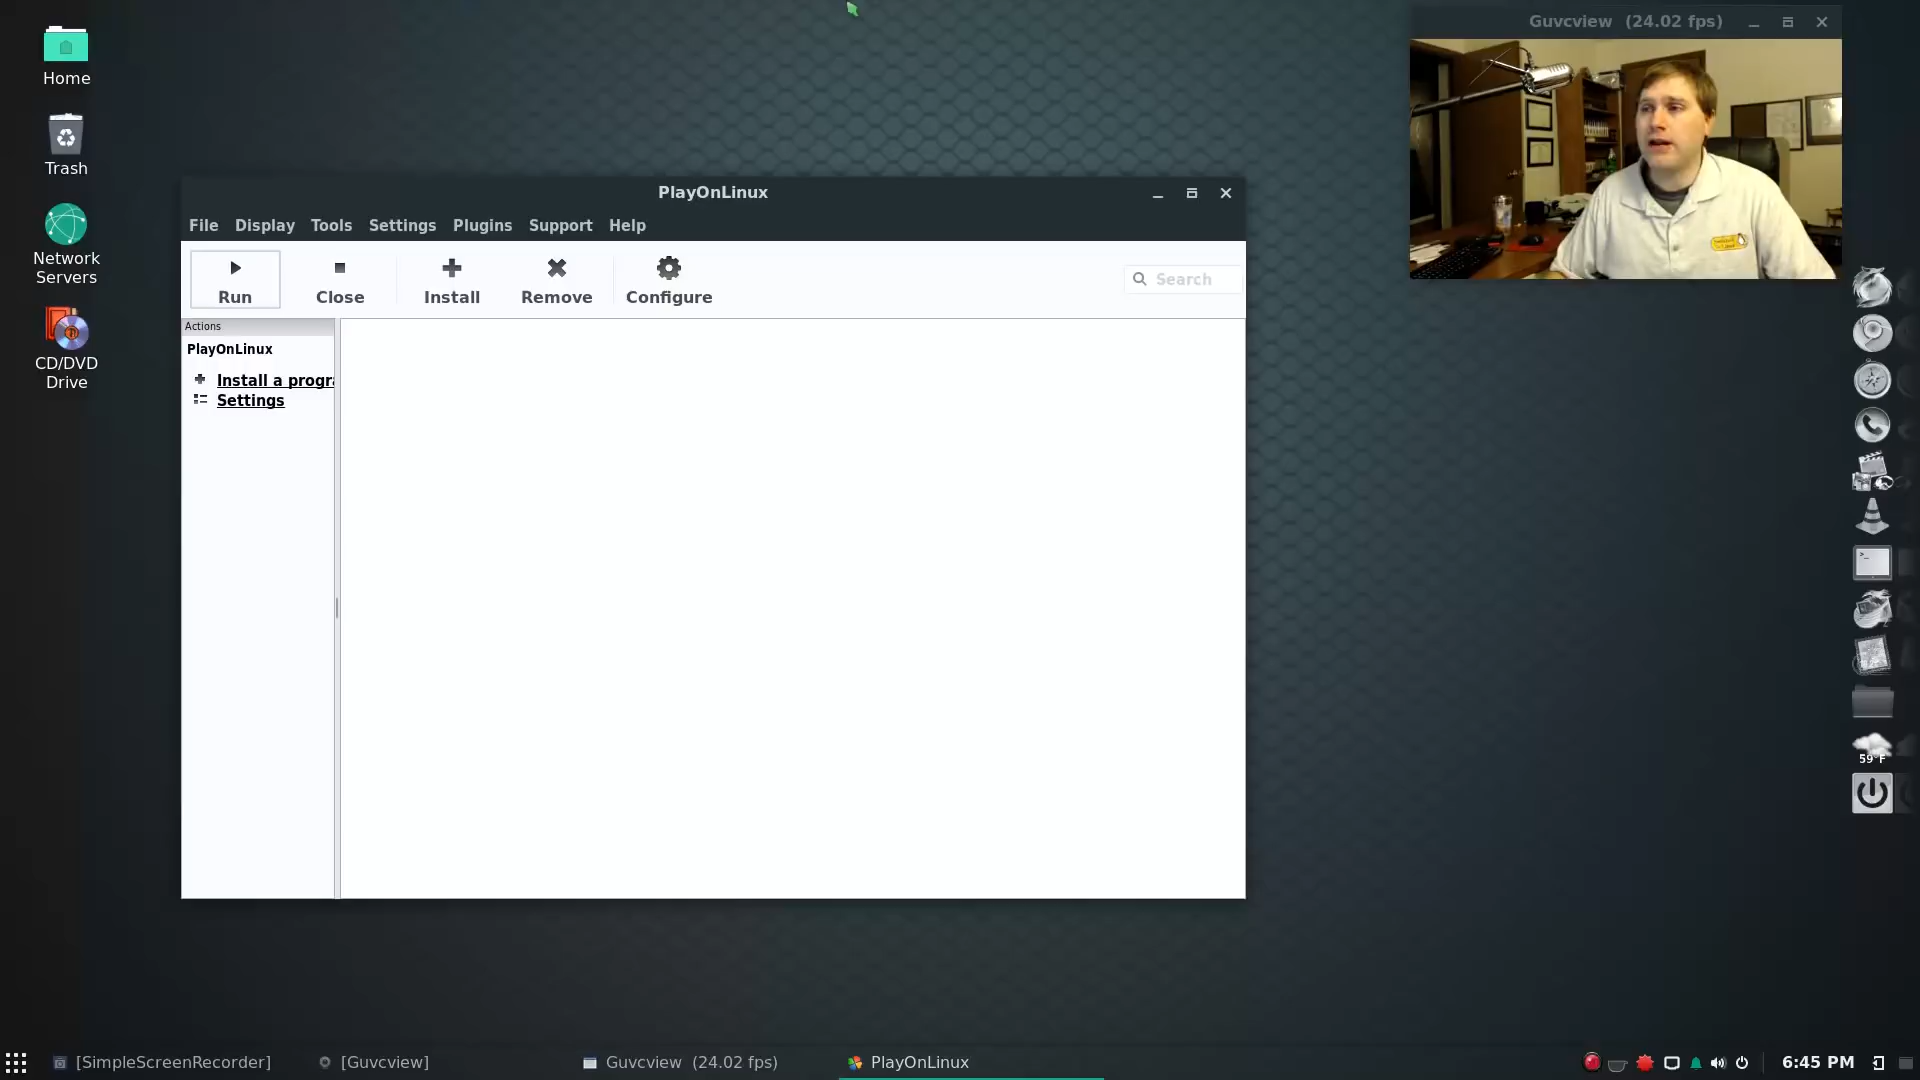 Guvcview (24.02 fps)
Home
Trash
Network
Servers
CD/DVD
Drive
PlayOnLinux
File Display Tools Settings Plugins Support Help
Run Close Install Remove Configure Search
Actions
PlayOnLinux
Install a progra
Settings
59°F
[SimpleScreenRecorder] [Guvcview] Guvcview (24.02 fps) PlayOnLinux 6:45 PM